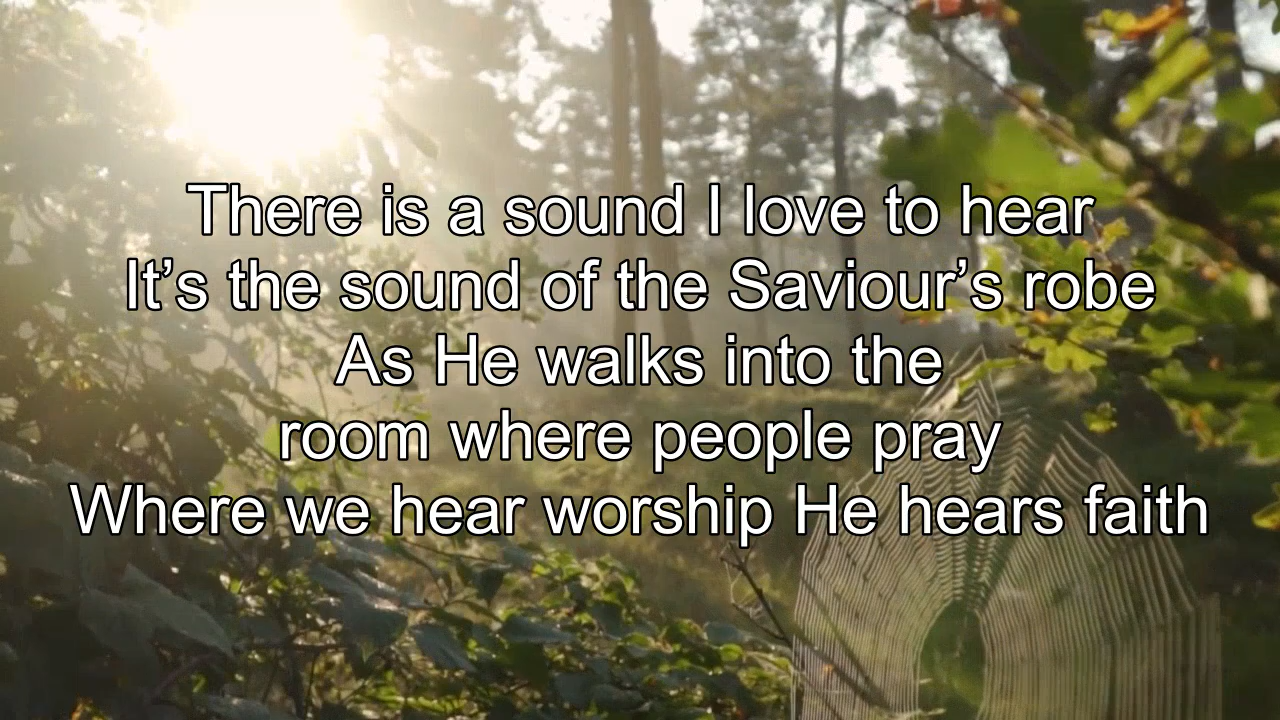 There is a sound I love to hear
It’s the sound of the Saviour’s robe
As He walks into the
room where people pray
Where we hear worship He hears faith